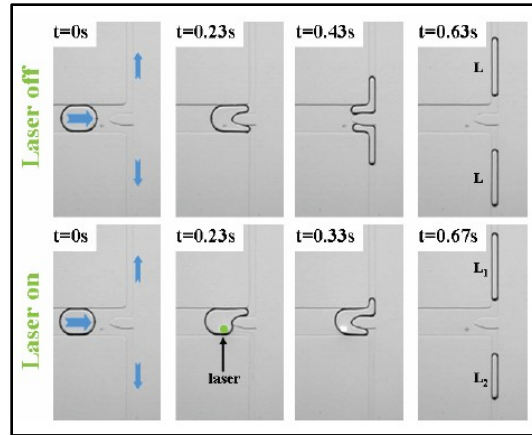 Laser off
t=0s
t=0.23s
t=0.43s
t=0.63s
L
L
Laser on
t=0s
t=0.23s
t=0.33s
t=0.67s
laser
L₁
L₂